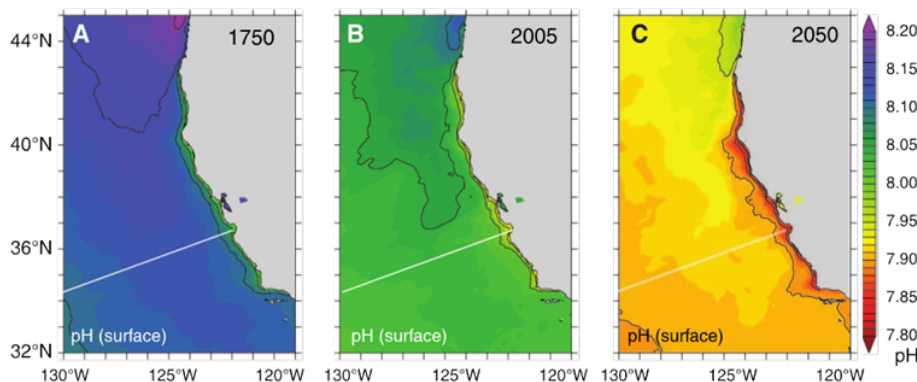 A 1750
B 2005
C 2050
44°N
40°N
36°N
32°N
pH (surface)
pH (surface)
pH (surface)
130°W 125°W 120°W
130°W 125°W 120°W
130°W 125°W 120°W
8.20
8.15
8.10
8.05
8.00
7.95
7.90
7.85
7.80
pH